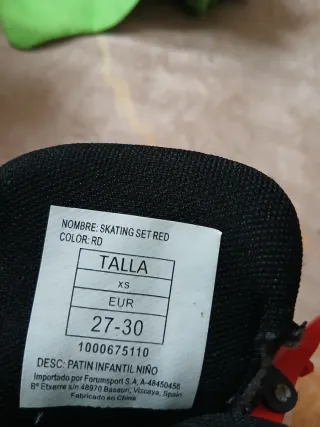 NOMBRE: SKATING SET RED
COLOR: RD
TALLA
XS
EUR
27-30
1000675110
DESC: PATIN INFANTIL NIÑO
Importado por Forumsport S.A. A-48450456
Bº Etxerre s/n 48970 Basauri, Vizcaya, Spain
Fabricado en China